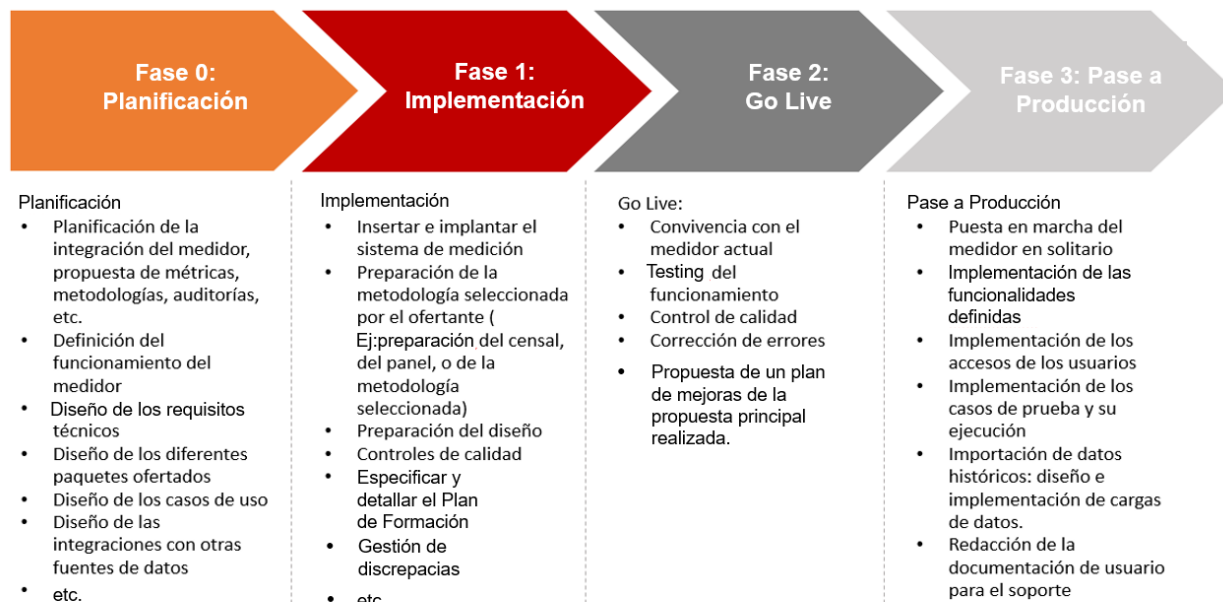 Fase 0:
Planificación
Fase 1:
Implementación
Fase 2:
Go Live
Fase 3: Pase a
Producción
Planificación
• Planificación de la
integración del medidor,
propuesta de métricas,
metodologías, auditorías,
etc.
• Definición del
funcionamiento del
medidor
• Diseño de los requisitos
técnicos
• Diseño de los diferentes
paquetes ofertados
• Diseño de los casos de uso
• Diseño de las
integraciones con otras
fuentes de datos
• etc.
Implementación
• Insertar e implantar el
sistema de medición
• Preparación de la
metodología seleccionada
por el ofertante (
Ej:preparación del censal,
del panel, o de la
metodología
seleccionada)
• Preparación del diseño
• Controles de calidad
• Especificar y
detallar el Plan
de Formación
• Gestión de
discrepacias
• etc
Go Live:
• Convivencia con el
medidor actual
• Testing del
funcionamiento
• Control de calidad
• Corrección de errores
• Propuesta de un plan
de mejoras de la
propuesta principal
realizada.
Pase a Producción
• Puesta en marcha del
medidor en solitario
• Implementación de las
funcionalidades
definidas
• Implementación de los
accesos de los usuarios
• Implementación de los
casos de prueba y su
ejecución
• Importación de datos
históricos: diseño e
implementación de cargas
de datos.
• Redacción de la
documentación de usuario
para el soporte